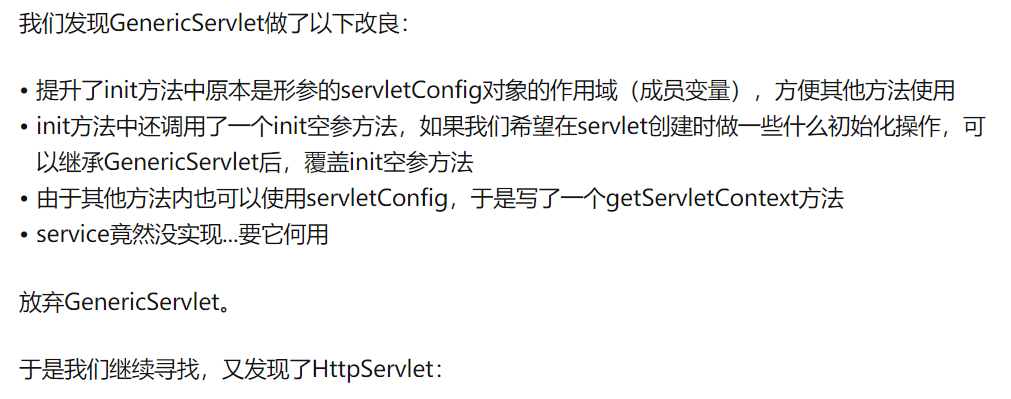 我们发现GenericServlet做了以下改良：
• 提升了init方法中原本是形参的servletConfig对象的作用域（成员变量），方便其他方法使用
• init方法中还调用了一个init空参方法，如果我们希望在servlet创建时做一些什么初始化操作，可
以继承GenericServlet后，覆盖init空参方法
• 由于其他方法内也可以使用servletConfig，于是写了一个getServletContext方法
• service竟然没实现...要它何用
放弃GenericServlet。
于是我们继续寻找，又发现了HttpServlet：